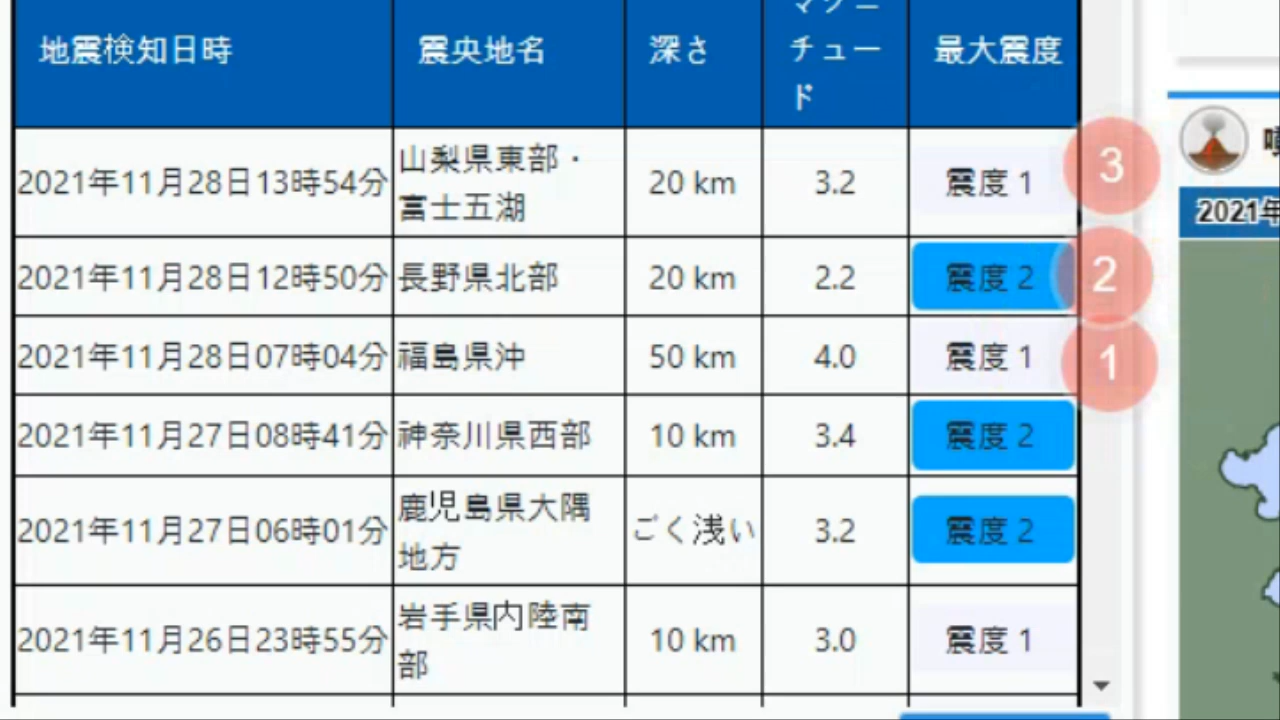 マグニ
地震検知日時 震央地名 深さ チュー 最大震度
ド
2021年11月28日13時54分 山梨県東部・ 20 km 3.2 震度 1 3
富士五湖
2021年11月28日12時50分 長野県北部 20 km 2.2 震度 2 2
2021年11月28日07時04分 福島県沖 50 km 4.0 震度 1 1
2021年11月27日08時41分 神奈川県西部 10 km 3.4 震度 2
2021年11月27日06時01分 鹿児島県大隅 ごく浅い 3.2 震度 2
地方
2021年11月26日23時55分 岩手県内陸南 10 km 3.0 震度 1
部
2021年